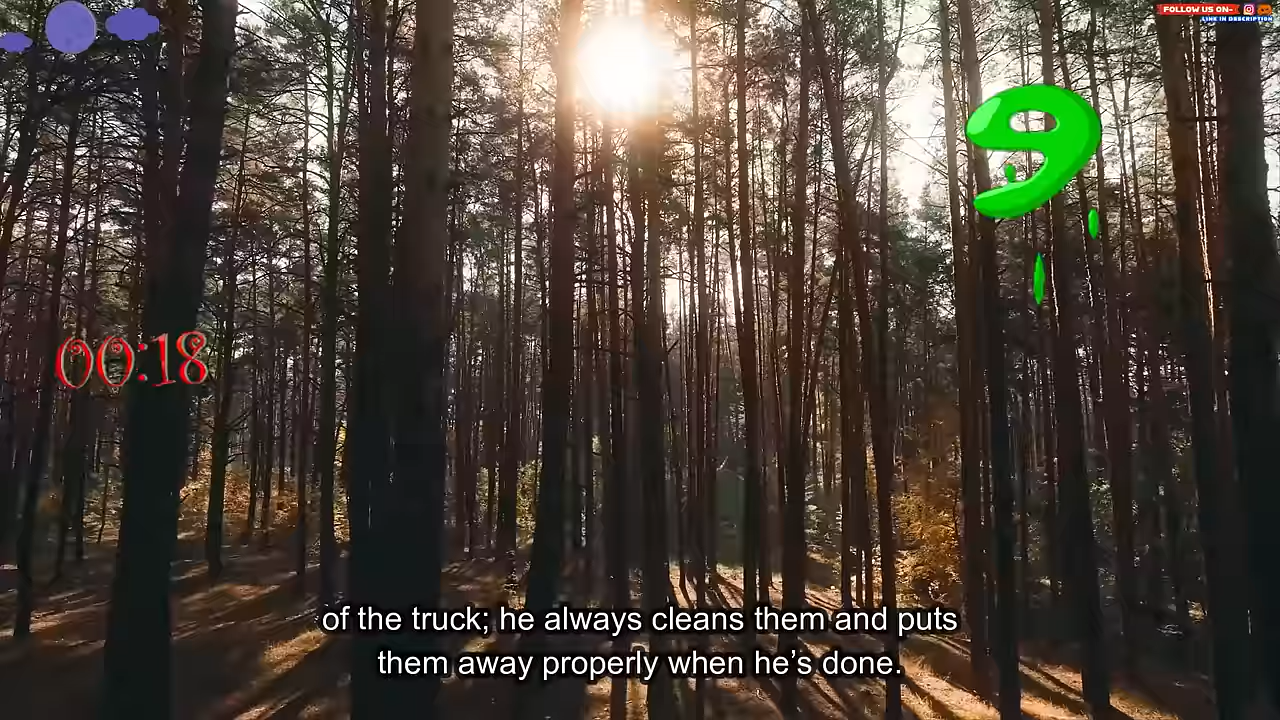 FOLLOW US ON-
LINK IN DESCRIPTION
9
00:18
of the truck; he always cleans them and puts
them away properly when he’s done.